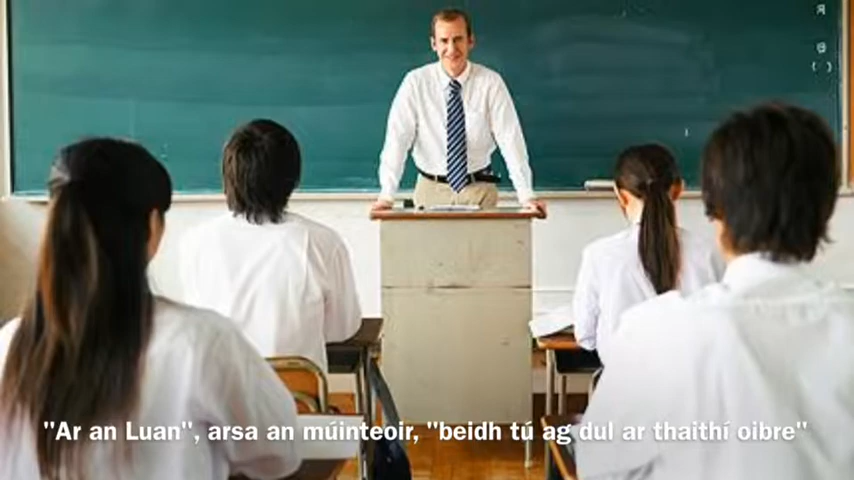 "Ar an Luan", arsa an múinteoir, "beidh tú ag dul ar thaithí oibre"